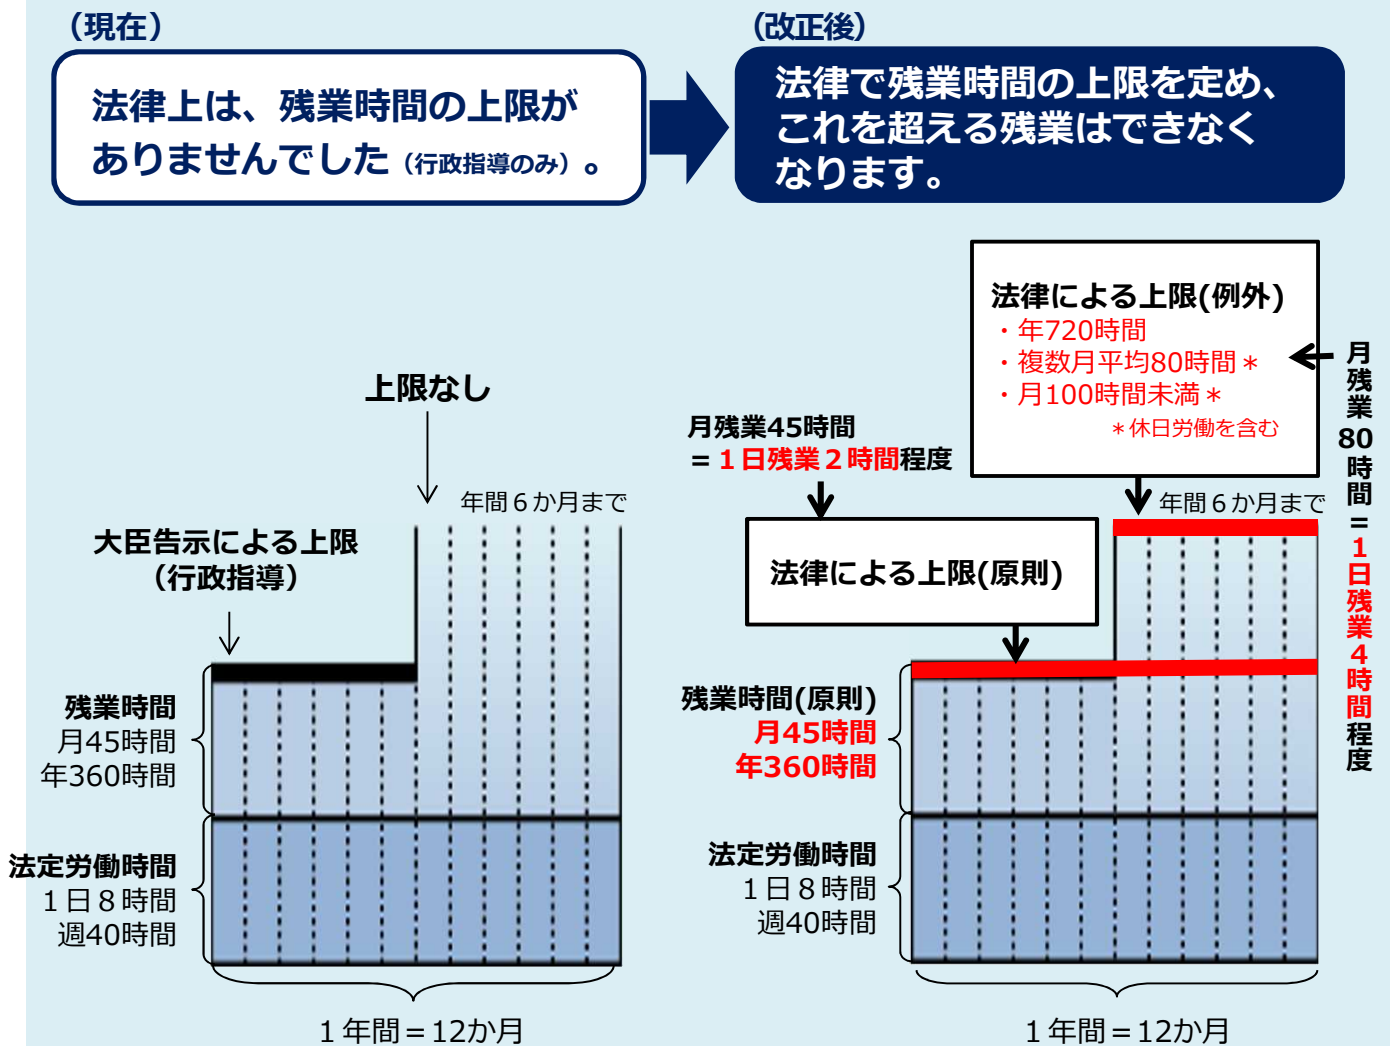 （現在）
法律上は、残業時間の上限が
ありませんでした（行政指導のみ）。
（改正後）
法律で残業時間の上限を定め、
これを超える残業はできなく
なります。
上限なし
年間６か月まで
大臣告示による上限
（行政指導）
残業時間
月45時間
年360時間
法定労働時間
１日８時間
週40時間
１年間＝12か月
法律による上限(例外)
・年720時間
・複数月平均80時間＊
・月100時間未満＊
＊休日労働を含む
月残業80時間＝１日残業４時間程度
月残業45時間
＝１日残業２時間程度
年間６か月まで
法律による上限(原則)
残業時間(原則)
月45時間
年360時間
法定労働時間
１日８時間
週40時間
１年間＝12か月